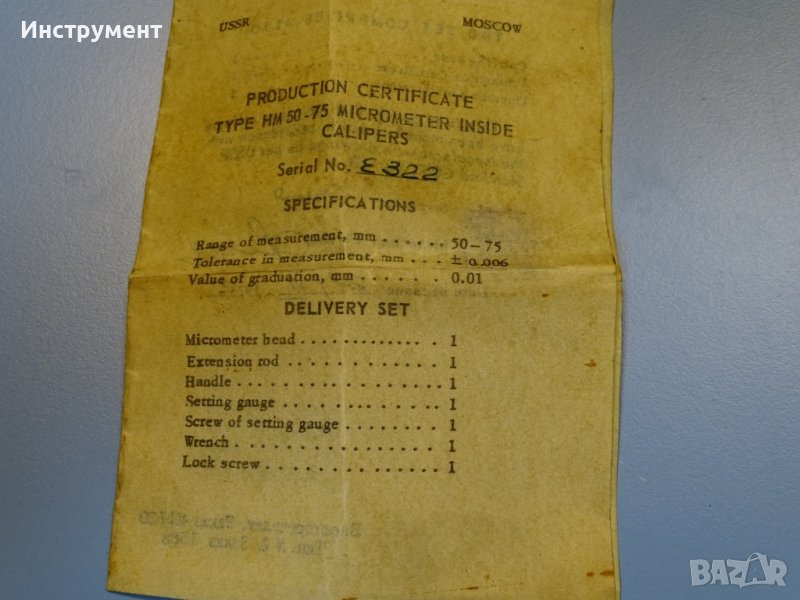 Инструмент
USSR MOSCOW
PRODUCTION CERTIFICATE
TYPE HM 50-75 MICROMETER INSIDE
CALIPERS
Serial No. E322
SPECIFICATIONS
Range of measurement, mm ...... 50-75
Tolerance in measurement, mm ... ± 0.006
Value of graduation, mm ....... 0.01
DELIVERY SET
Micrometer head ............. 1
Extension rod ............ 1
Handle ................ 1
Setting gauge ............ 1
Screw of setting gauge ........ 1
Wrench ............... 1
Lock screw ............. 1
BAZAR